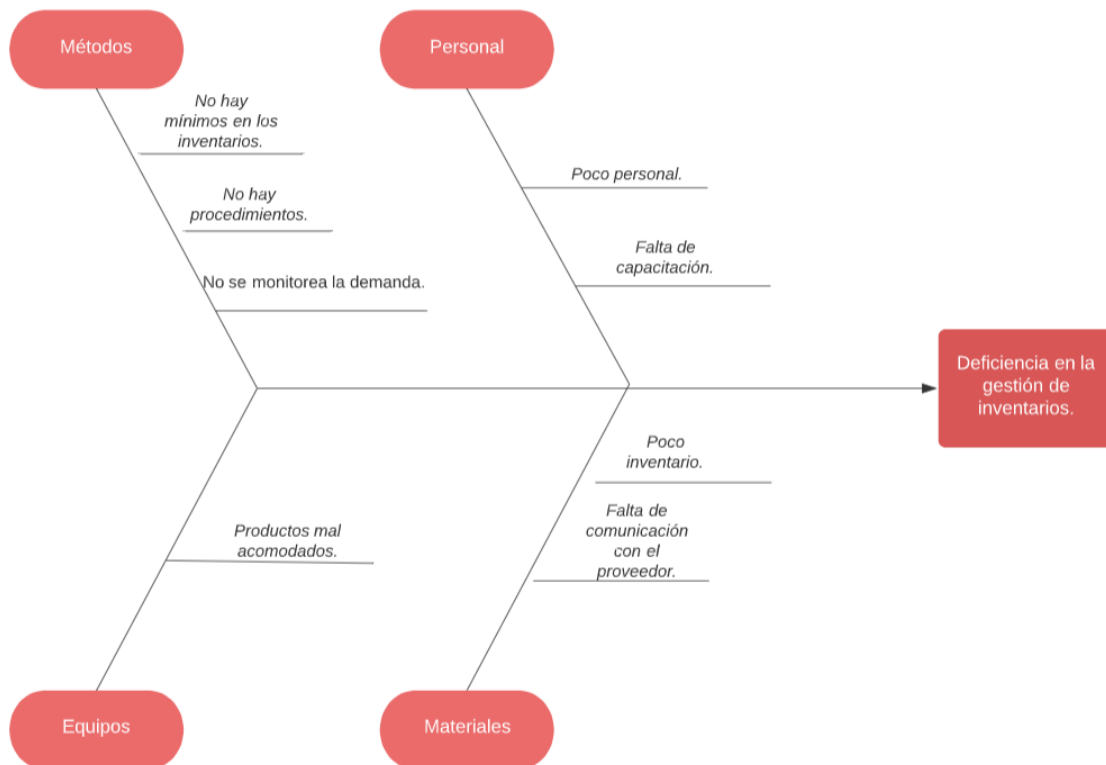 Métodos
Personal
No hay
mínimos en los
inventarios.
No hay
procedimientos.
No se monitorea la demanda.
Poco personal.
Falta de
capacitación.
Deficiencia en la
gestión de
inventarios.
Productos mal
acomodados.
Poco
inventario.
Falta de
comunicación
con el
proveedor.
Equipos
Materiales